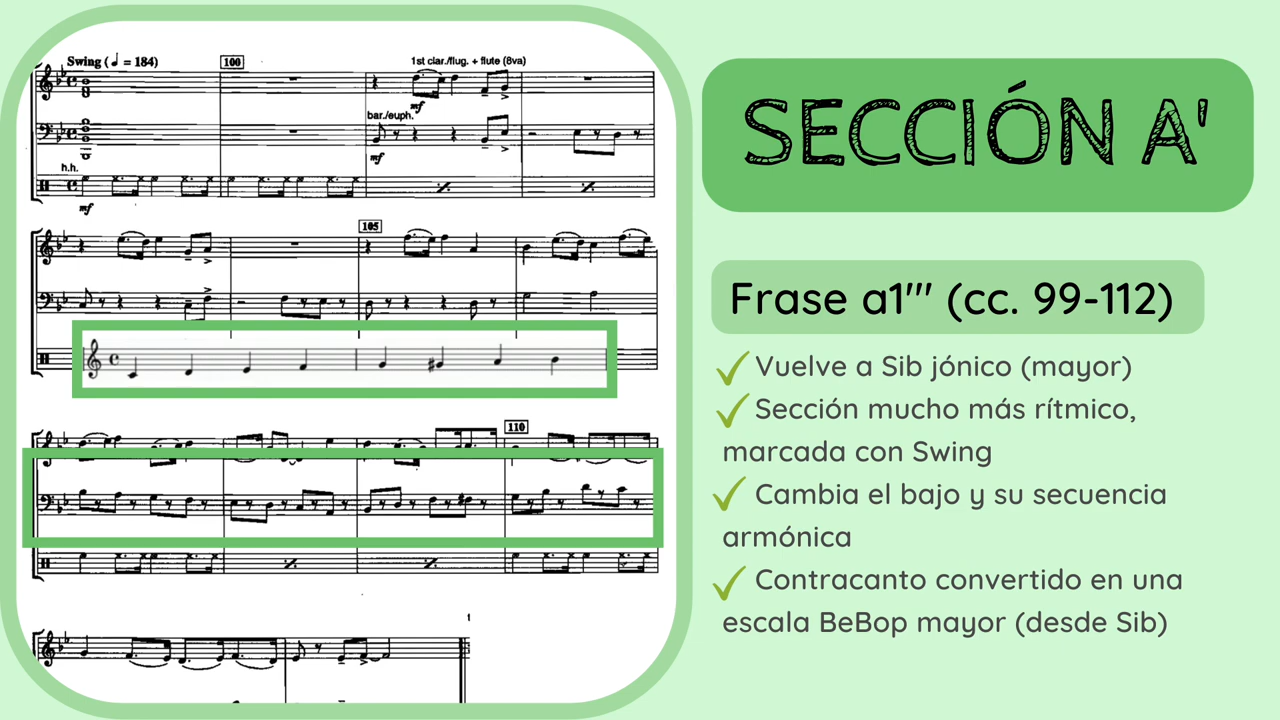 Swing (♩ = 184)
100
1st clar./flug. + flute (8va)
mf
bar./euph.
mf
h.h.
mf
105
110
1
SECCIÓN A'
Frase a1''' (cc. 99-112)
Vuelve a Sib jónico (mayor)
Sección mucho más rítmico,
marcada con Swing
Cambia el bajo y su secuencia
armónica
Contracanto convertido en una
escala BeBop mayor (desde Sib)